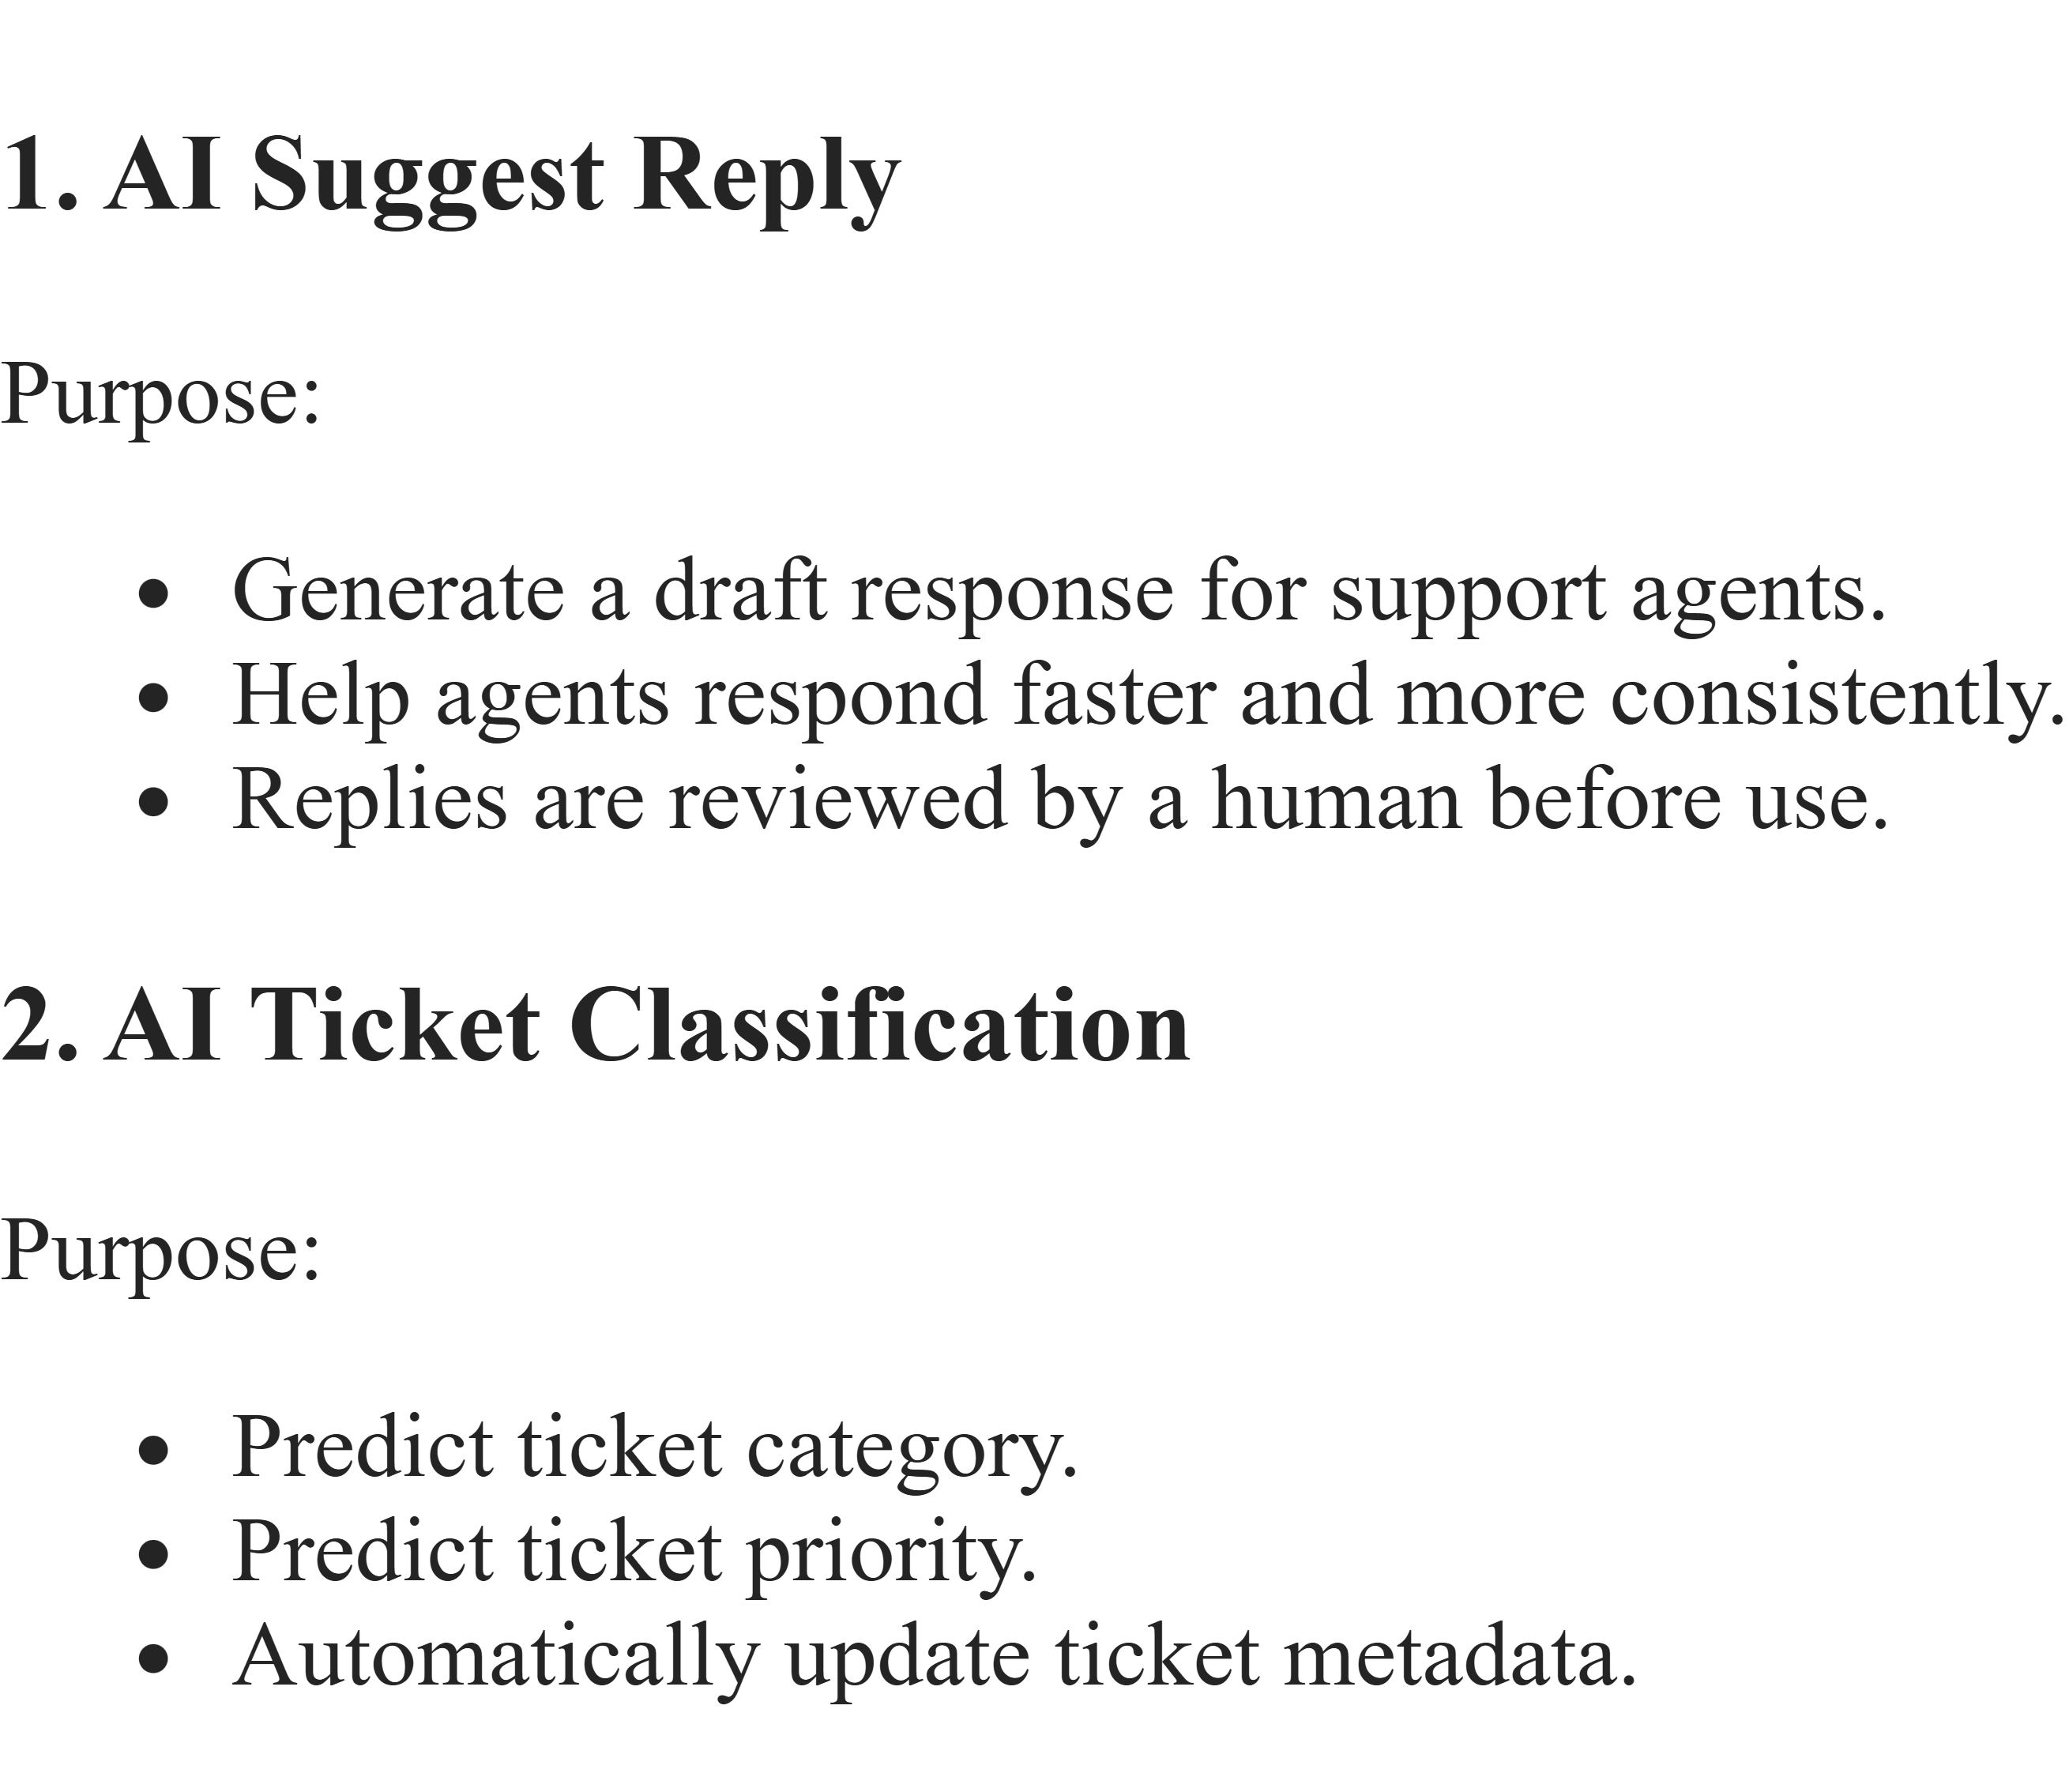 1. AI Suggest Reply
Purpose:
• Generate a draft response for support agents.
• Help agents respond faster and more consistently.
• Replies are reviewed by a human before use.
2. AI Ticket Classification
Purpose:
• Predict ticket category.
• Predict ticket priority.
• Automatically update ticket metadata.